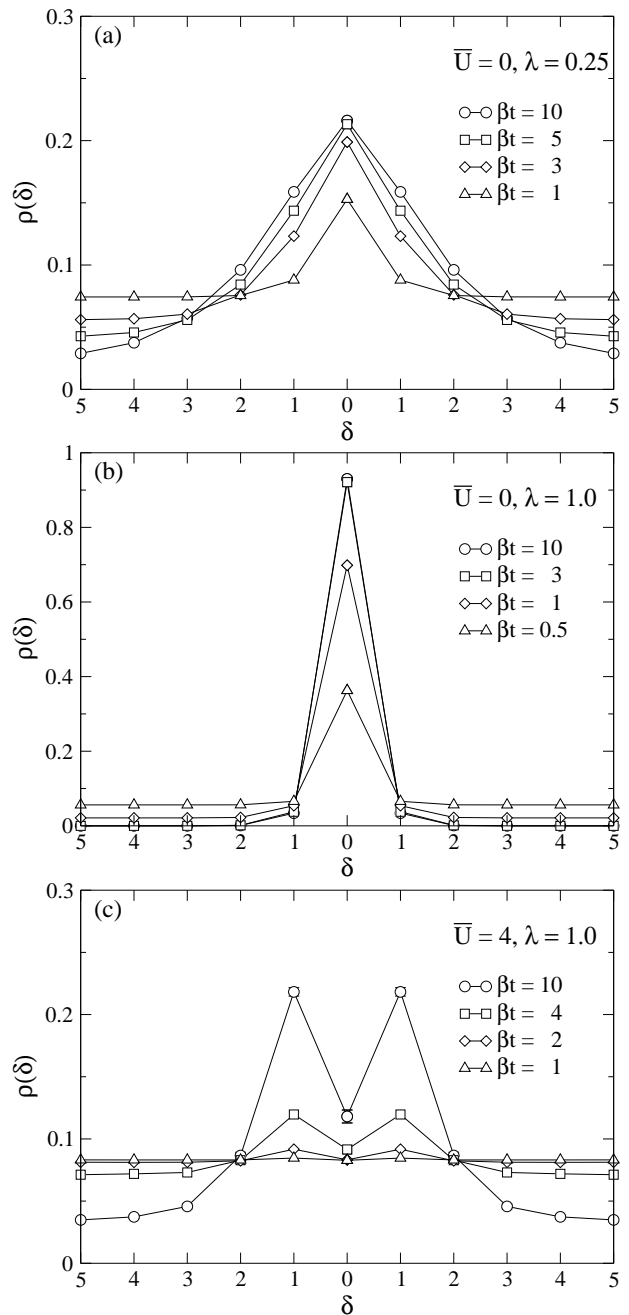 0.3
(a)
U̅ = 0, λ = 0.25
βt = 10
βt = 5
βt = 3
βt = 1
0.2
ρ(δ)
0.1
0
5 4 3 2 1 0 1 2 3 4 5
δ
1
(b)
U̅ = 0, λ = 1.0
βt = 10
βt = 3
βt = 1
βt = 0.5
0.8
0.6
ρ(δ)
0.4
0.2
0
5 4 3 2 1 0 1 2 3 4 5
δ
0.3
(c)
U̅ = 4, λ = 1.0
βt = 10
βt = 4
βt = 2
βt = 1
0.2
ρ(δ)
0.1
0
5 4 3 2 1 0 1 2 3 4 5
δ